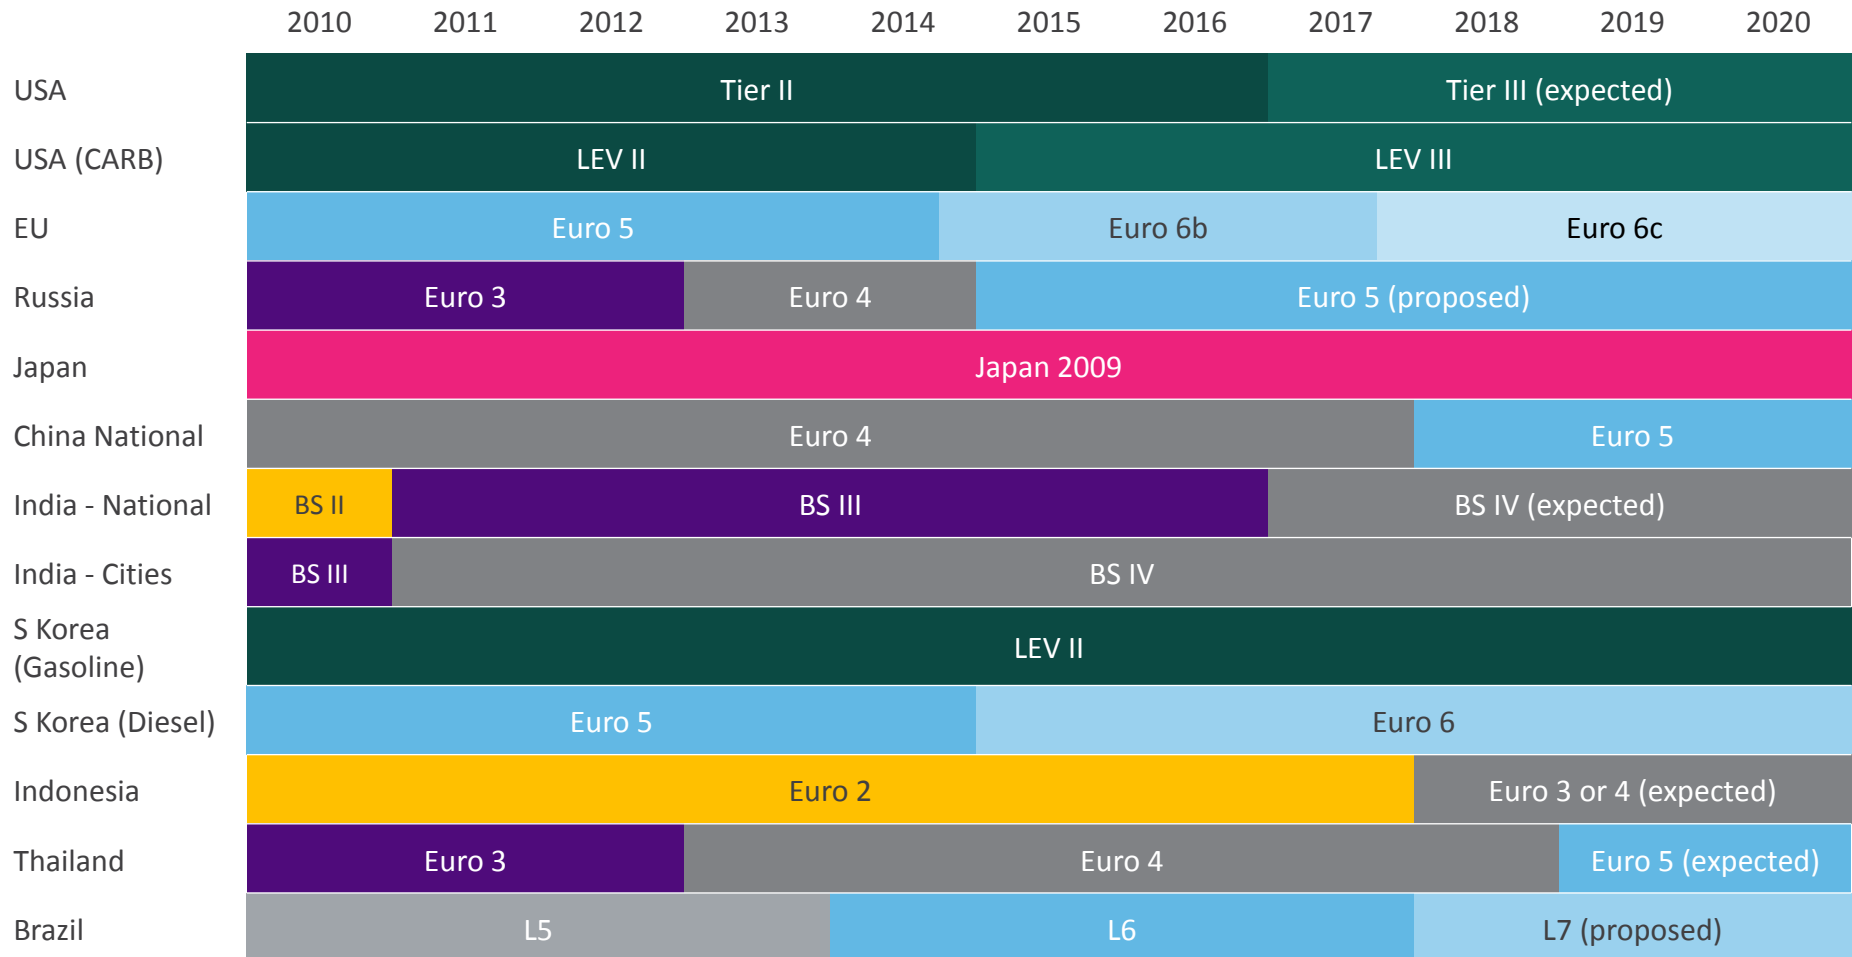 2010 2011 2012 2013 2014 2015 2016 2017 2018 2019 2020
USA Tier II Tier III (expected)
USA (CARB) LEV II LEV III
EU Euro 5 Euro 6b Euro 6c
Russia Euro 3 Euro 4 Euro 5 (proposed)
Japan Japan 2009
China National Euro 4 Euro 5
India - National BS II BS III BS IV (expected)
India - Cities BS III BS IV
S Korea
(Gasoline) LEV II
S Korea (Diesel) Euro 5 Euro 6
Indonesia Euro 2 Euro 3 or 4 (expected)
Thailand Euro 3 Euro 4 Euro 5 (expected)
Brazil L5 L6 L7 (proposed)